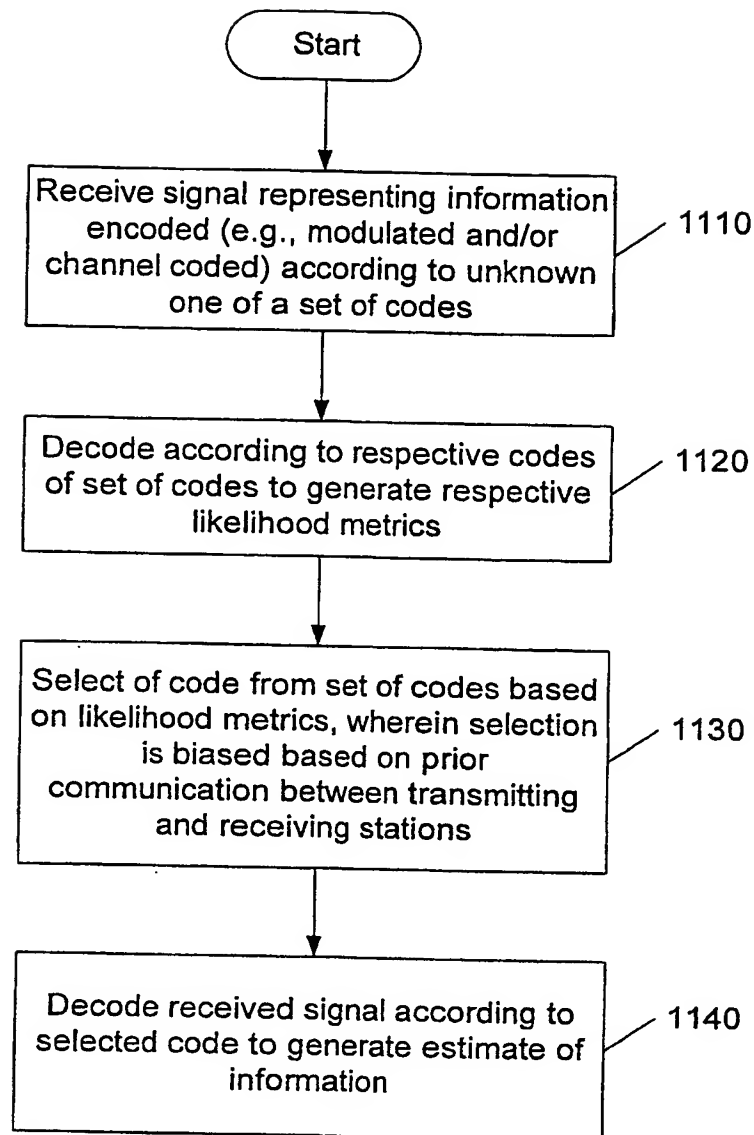 Start
Receive signal representing information
encoded (e.g., modulated and/or
channel coded) according to unknown
one of a set of codes
1110
Decode according to respective codes
of set of codes to generate respective
likelihood metrics
1120
Select of code from set of codes based
on likelihood metrics, wherein selection
is biased based on prior
communication between transmitting
and receiving stations
1130
Decode received signal according to
selected code to generate estimate of
information
1140